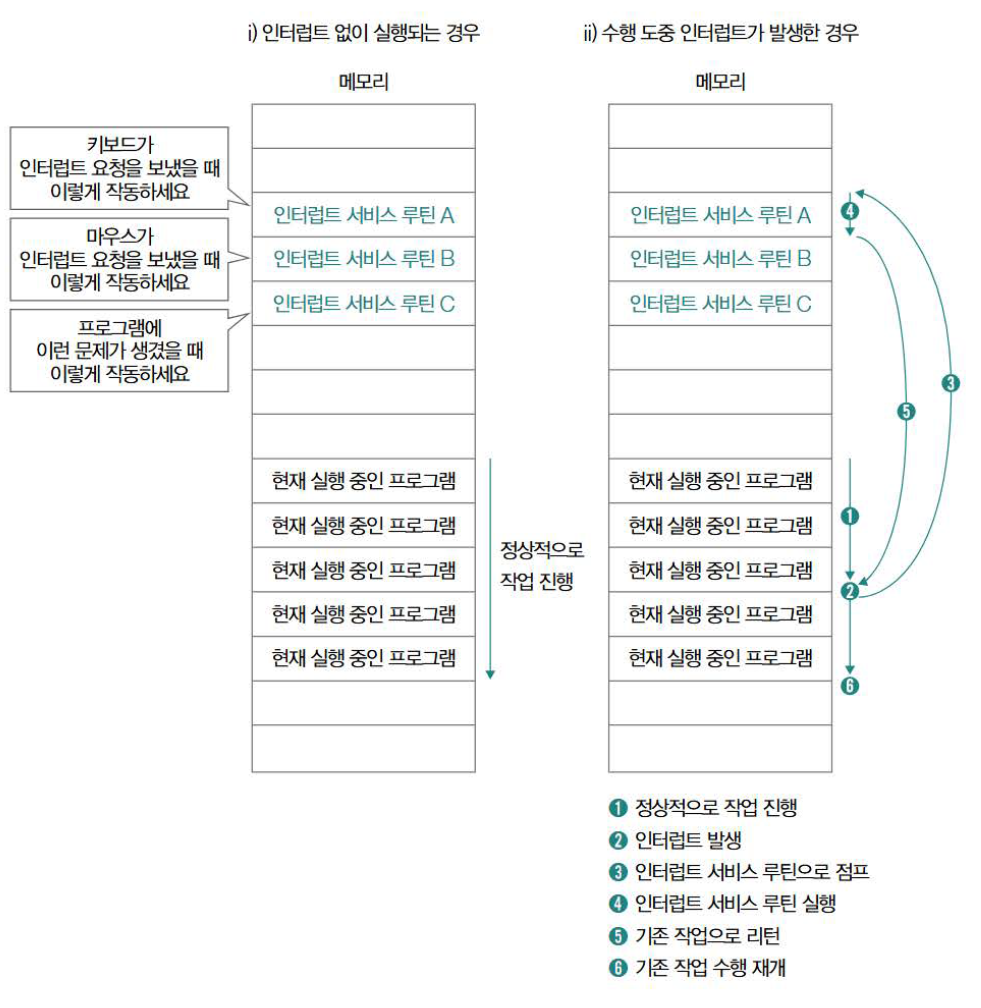 i) 인터럽트 없이 실행되는 경우
ii) 수행 도중 인터럽트가 발생한 경우
메모리
메모리
키보드가
인터럽트 요청을 보냈을 때
이렇게 작동하세요
마우스가
인터럽트 요청을 보냈을 때
이렇게 작동하세요
프로그램에
이런 문제가 생겼을 때
이렇게 작동하세요
인터럽트 서비스 루틴 A
인터럽트 서비스 루틴 B
인터럽트 서비스 루틴 C
현재 실행 중인 프로그램
현재 실행 중인 프로그램
현재 실행 중인 프로그램
현재 실행 중인 프로그램
현재 실행 중인 프로그램
정상적으로
작업 진행
인터럽트 서비스 루틴 A
인터럽트 서비스 루틴 B
인터럽트 서비스 루틴 C
현재 실행 중인 프로그램
현재 실행 중인 프로그램
현재 실행 중인 프로그램
현재 실행 중인 프로그램
현재 실행 중인 프로그램
❹
❸
❺
❶
❷
❻
❶ 정상적으로 작업 진행
❷ 인터럽트 발생
❸ 인터럽트 서비스 루틴으로 점프
❹ 인터럽트 서비스 루틴 실행
❺ 기존 작업으로 리턴
❻ 기존 작업 수행 재개